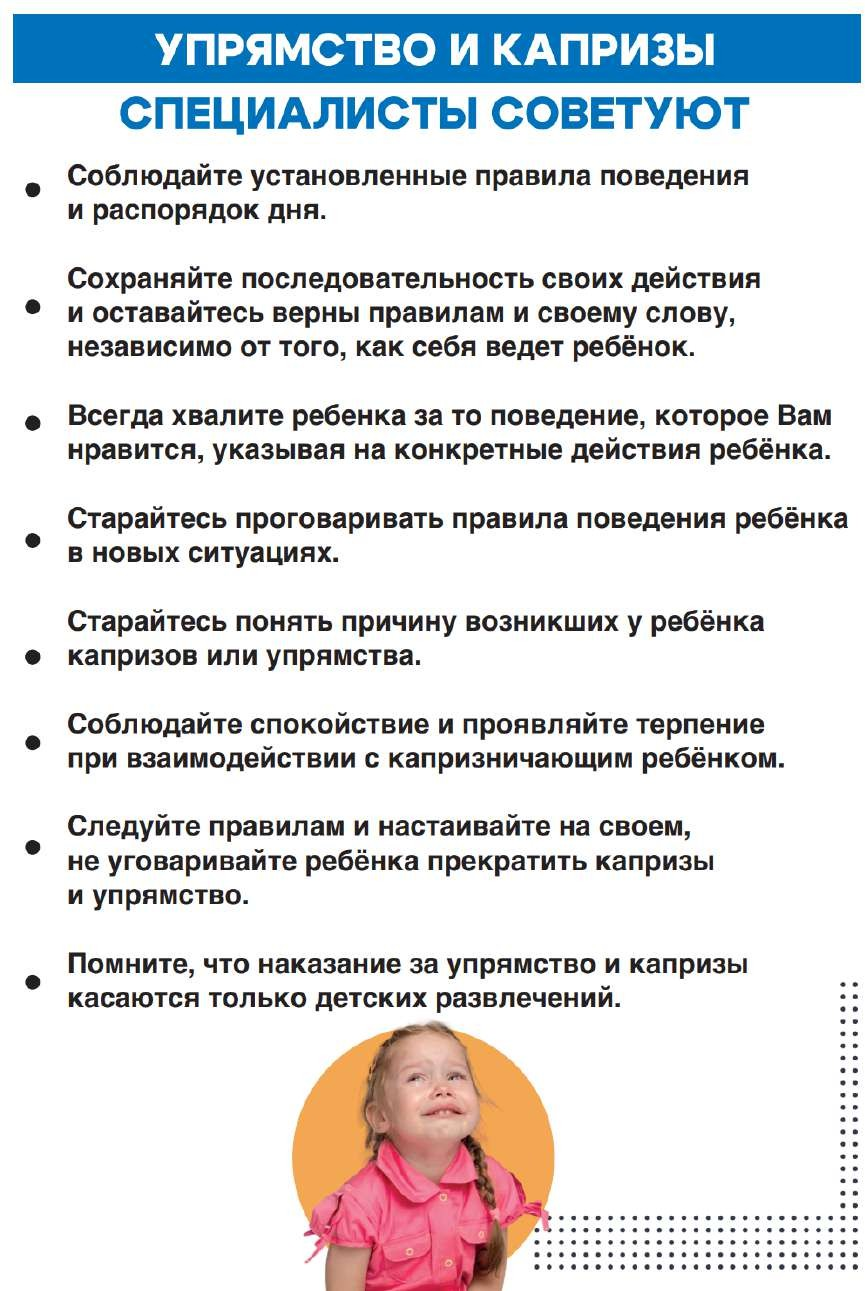 УПРЯМСТВО И КАПРИЗЫ
СПЕЦИАЛИСТЫ СОВЕТУЮТ
• Соблюдайте установленные правила поведения
и распорядок дня.
• Сохраняйте последовательность своих действия
и оставайтесь верны правилам и своему слову,
независимо от того, как себя ведет ребёнок.
• Всегда хвалите ребенка за то поведение, которое Вам
нравится, указывая на конкретные действия ребёнка.
• Старайтесь проговаривать правила поведения ребёнка
в новых ситуациях.
• Старайтесь понять причину возникших у ребёнка
капризов или упрямства.
• Соблюдайте спокойствие и проявляйте терпение
при взаимодействии с капризничающим ребёнком.
• Следуйте правилам и настаивайте на своем,
не уговаривайте ребёнка прекратить капризы
и упрямство.
• Помните, что наказание за упрямство и капризы
касаются только детских развлечений.